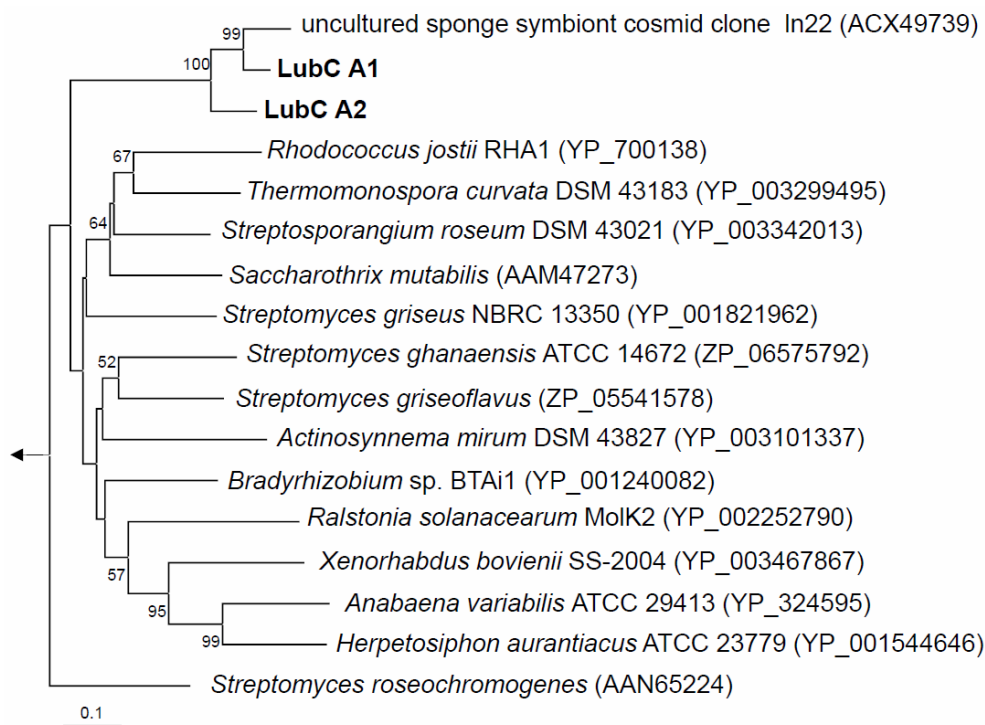 uncultured sponge symbiont cosmid clone In22 (ACX49739)
99
100
LubC A1
LubC A2
67
Rhodococcus jostii RHA1 (YP_700138)
Thermomonospora curvata DSM 43183 (YP_003299495)
64
Streptosporangium roseum DSM 43021 (YP_003342013)
Saccharothrix mutabilis (AAM47273)
Streptomyces griseus NBRC 13350 (YP_001821962)
52
Streptomyces ghanaensis ATCC 14672 (ZP_06575792)
Streptomyces griseoflavus (ZP_05541578)
Actinosynnema mirum DSM 43827 (YP_003101337)
Bradyrhizobium sp. BTAi1 (YP_001240082)
Ralstonia solanacearum MolK2 (YP_002252790)
57
Xenorhabdus bovienii SS-2004 (YP_003467867)
95
Anabaena variabilis ATCC 29413 (YP_324595)
99
Herpetosiphon aurantiacus ATCC 23779 (YP_001544646)
Streptomyces roseochromogenes (AAN65224)
0.1